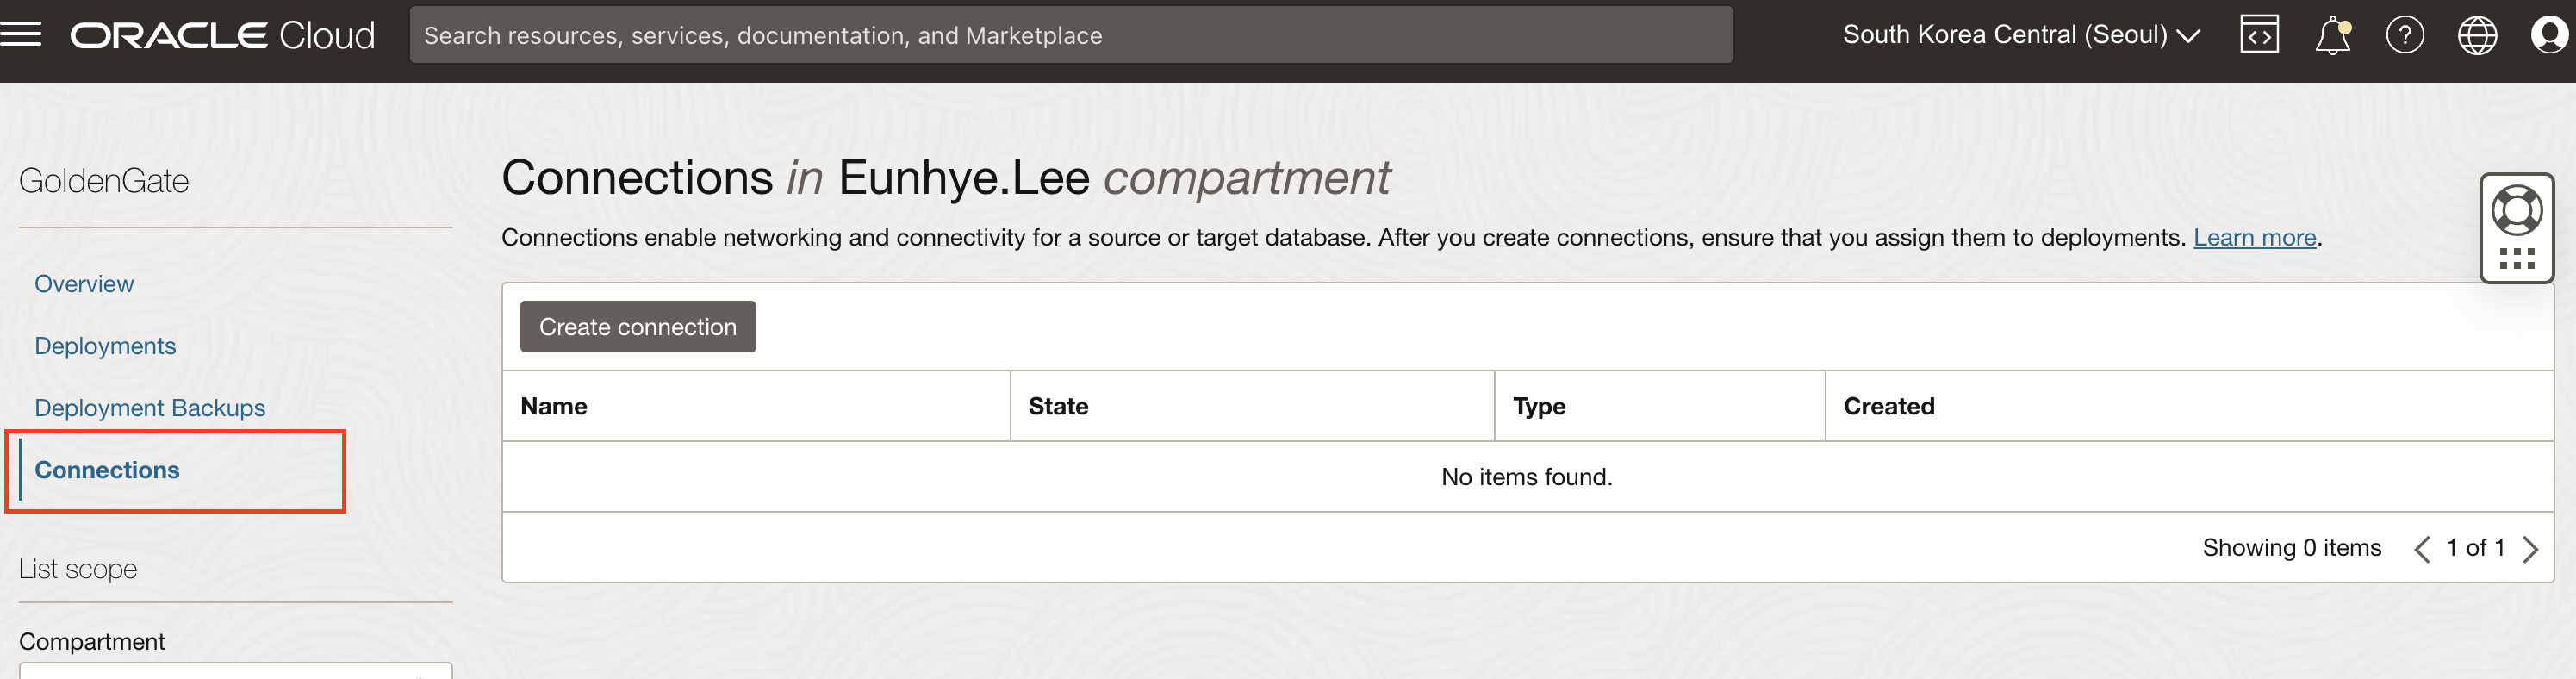 ORACLE Cloud
Search resources, services, documentation, and Marketplace
South Korea Central (Seoul)
GoldenGate
Overview
Deployments
Deployment Backups
Connections
List scope
Compartment
Connections in Eunhye.Lee compartment
Connections enable networking and connectivity for a source or target database. After you create connections, ensure that you assign them to deployments. Learn more.
Create connection
Name State Type Created
No items found.
Showing 0 items 1 of 1